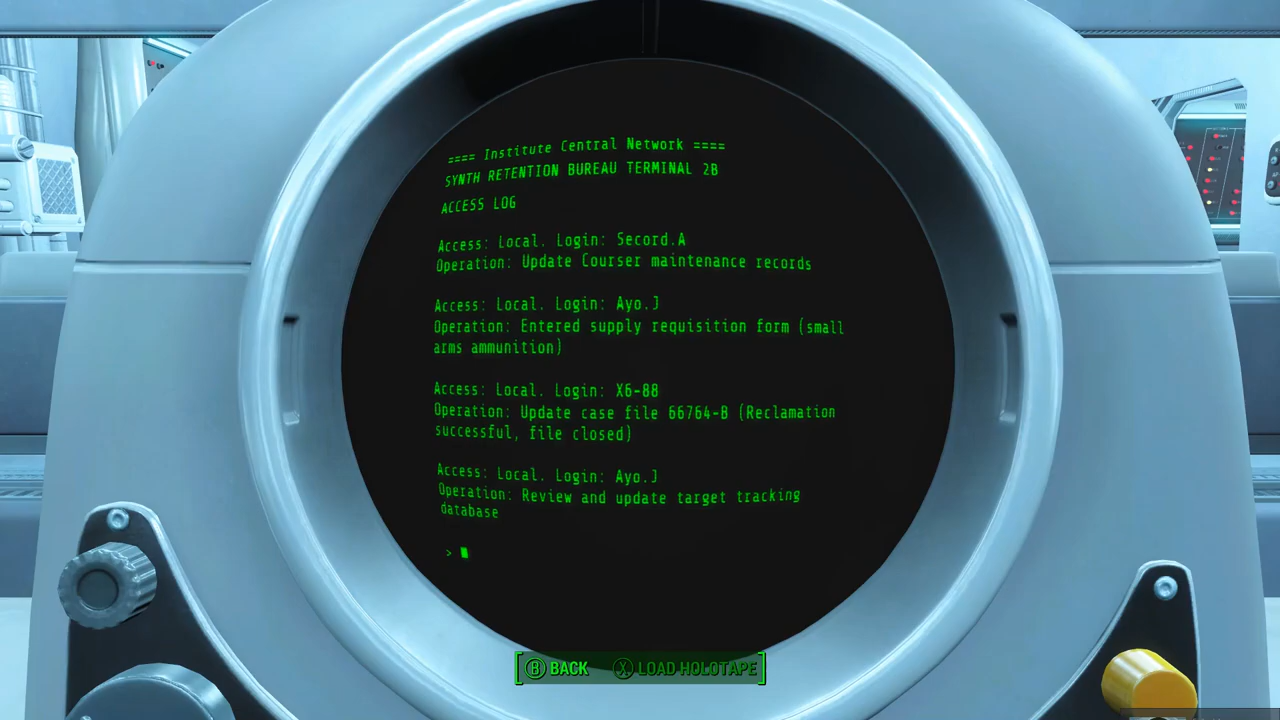 ==== Institute Central Network ====
SYNTH RETENTION BUREAU TERMINAL 2B
ACCESS LOG
Access: Local. Login: Secord.A
Operation: Update Courser maintenance records
Access: Local. Login: Ayo.J
Operation: Entered supply requisition form (small
arms ammunition)
Access: Local. Login: X6-88
Operation: Update case file 66764-B (Reclamation
successful, file closed)
Access: Local. Login: Ayo.J
Operation: Review and update target tracking
database
>
B BACK X LOAD HOLOTAPE